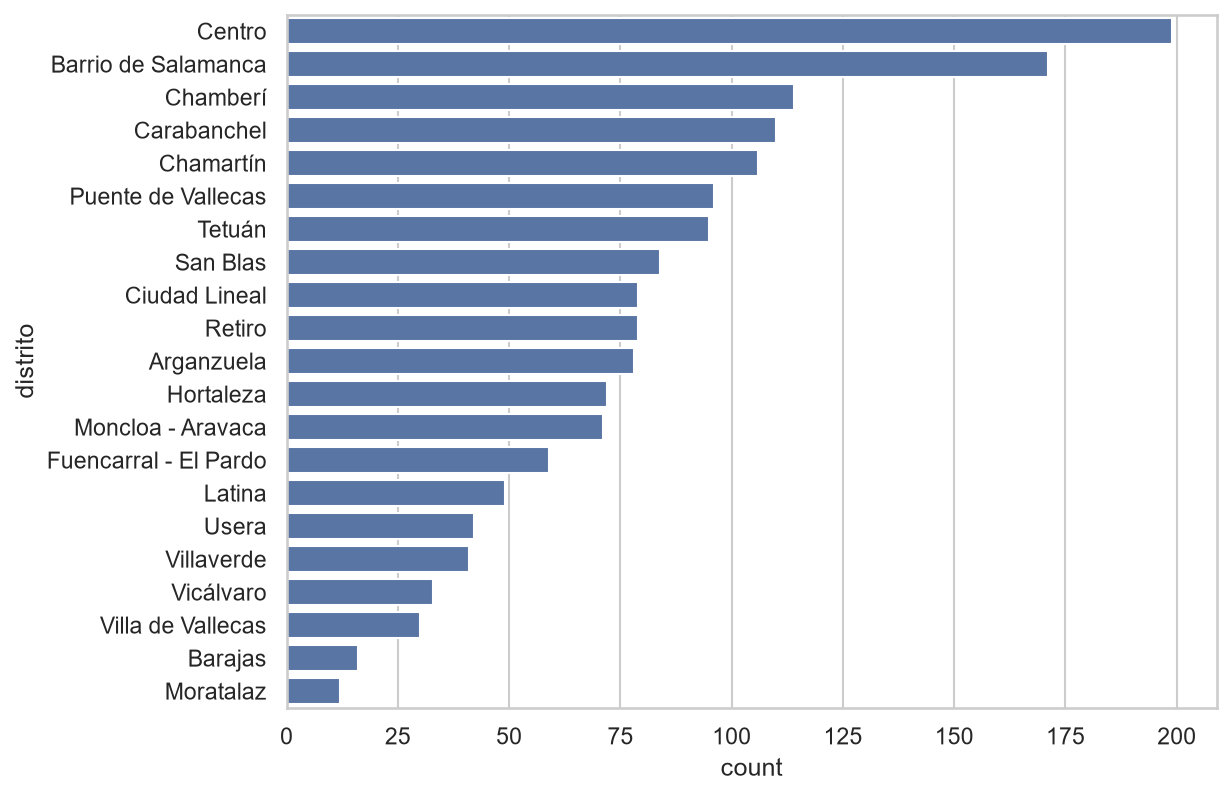 Centro
Barrio de Salamanca
Chamberí
Carabanchel
Chamartín
Puente de Vallecas
Tetuán
San Blas
Ciudad Lineal
Retiro
Arganzuela
Hortaleza
Moncloa - Aravaca
Fuencarral - El Pardo
Latina
Usera
Villaverde
Vicálvaro
Villa de Vallecas
Barajas
Moratalaz
distrito
0 25 50 75 100 125 150 175 200
count